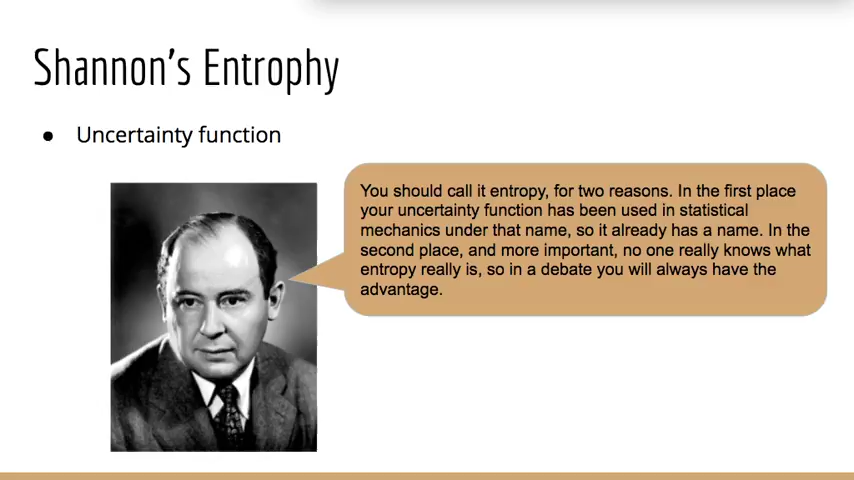 Shannon's Entrophy
● Uncertainty function
You should call it entropy, for two reasons. In the first place
your uncertainty function has been used in statistical
mechanics under that name, so it already has a name. In the
second place, and more important, no one really knows what
entropy really is, so in a debate you will always have the
advantage.